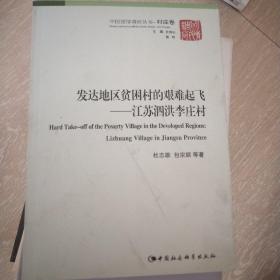 中国国情调研丛书·村庄卷
发达地区贫困村的艰难起飞
——江苏泗洪李庄村
Hard Take-off of the Poverty Village in the Developed Regions:
Lizhuang Village in Jiangsu Province
杜志雄 包宗顺 等著
中国社会科学出版社